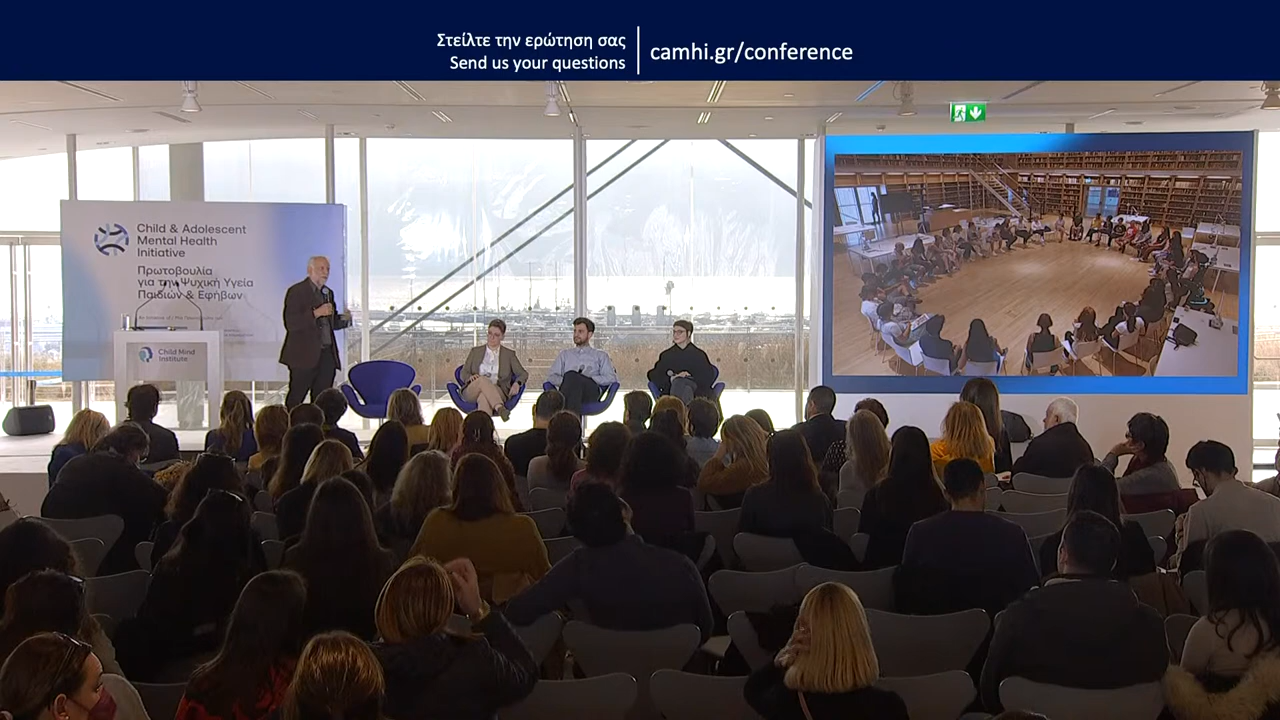 Στείλτε την ερώτηση σας
Send us your questions
camhi.gr/conference
Child & Adolescent
Mental Health
Initiative
Πρωτοβουλία
για την Ψυχική Υγεία
Παιδιών & Εφήβων
Child Mind
Institute